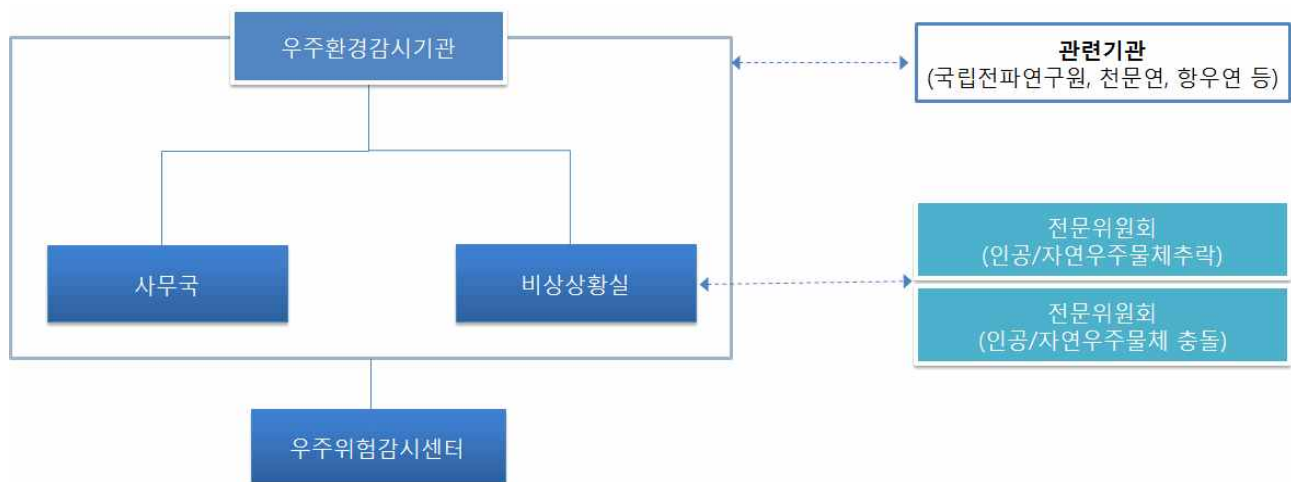 우주환경감시기관
관련기관
(국립전파연구원, 천문연, 항우연 등)
사무국
비상상황실
전문위원회
(인공/자연우주물체추락)
전문위원회
(인공/자연우주물체 충돌)
우주위험감시센터